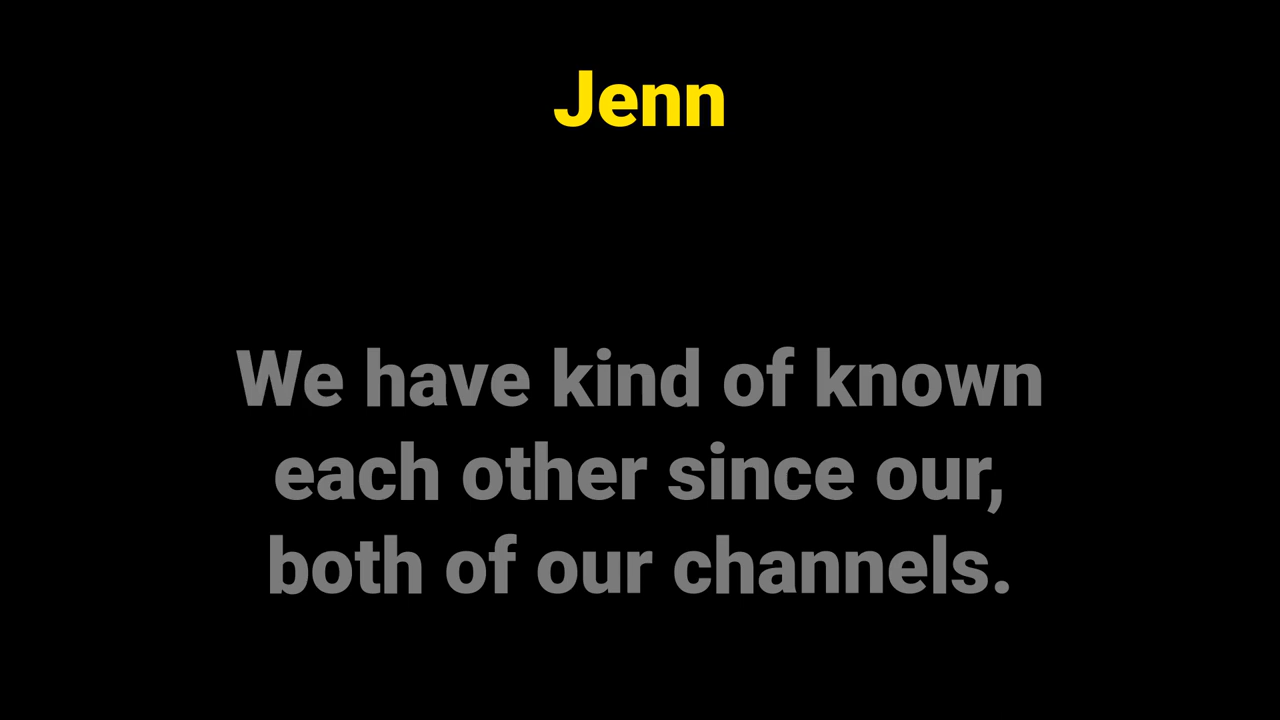 Jenn
We have kind of known
each other since our,
both of our channels.